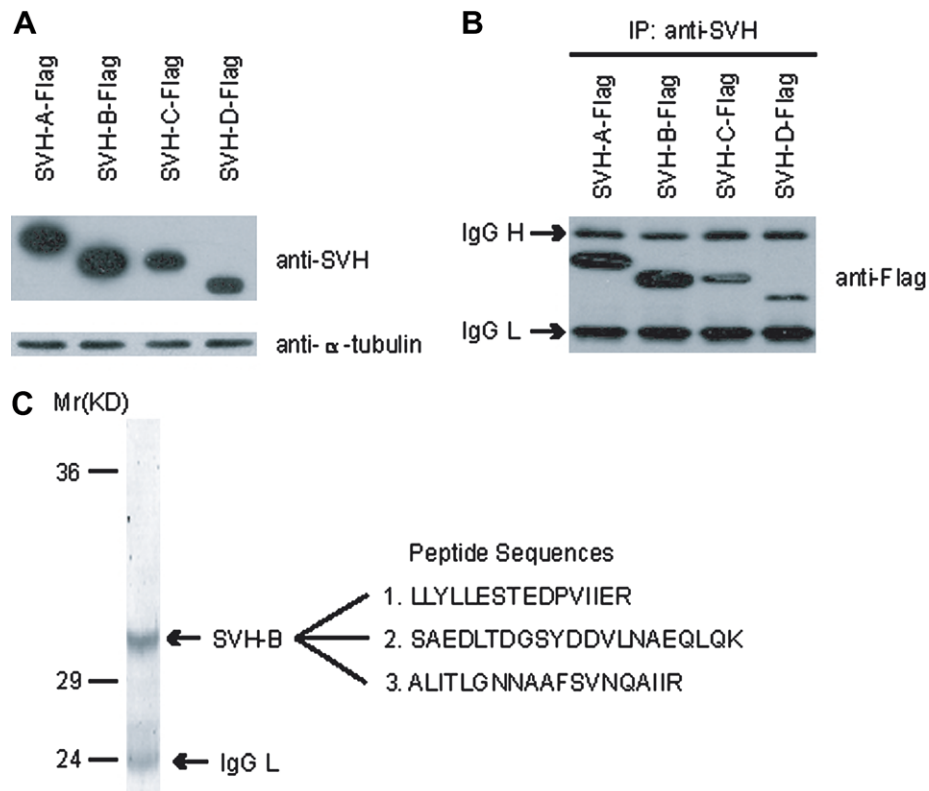 A
SVH-A-Flag
SVH-B-Flag
SVH-C-Flag
SVH-D-Flag
anti-SVH
anti-α-tubulin
B
IP: anti-SVH
SVH-A-Flag
SVH-B-Flag
SVH-C-Flag
SVH-D-Flag
IgG H
anti-Flag
IgG L
C
Mr(KD)
36
29
24
SVH-B
IgG L
Peptide Sequences
1. LLYLLESTEDPVIIER
2. SAEDLTDGSYDDVLNAEQLQK
3. ALITLGNNAAFSVNQAIIR